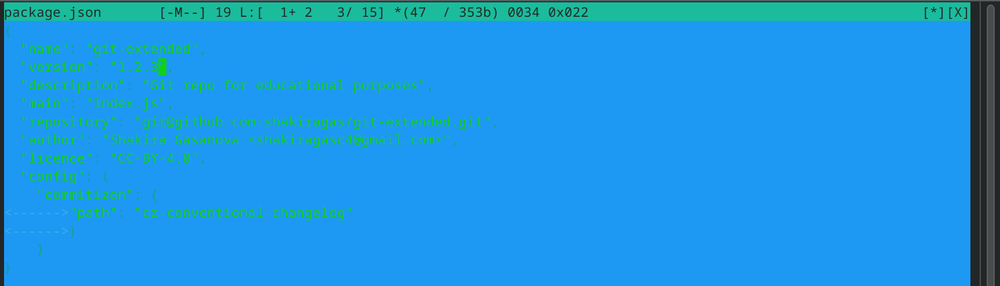 package.json       [-M--] 19 L:[  1+ 2   3/ 15] *(47  / 353b) 0034 0x022                                         [*][X]
{
  "name": "git-extended",
  "version": "1.2.3",
  "description": "Git repo for educational purposes",
  "main": "index.js",
  "repository": "git@github.com:shakiragas/git-extended.git",
  "author": "Shakira Gasanova <shakiragasc4@gmail.com>",
  "licence": "CC-BY-4.0",
  "config": {
    "commitizen": {
<------>"path": "cz-conventional-changelog"
<------>}
    }
}